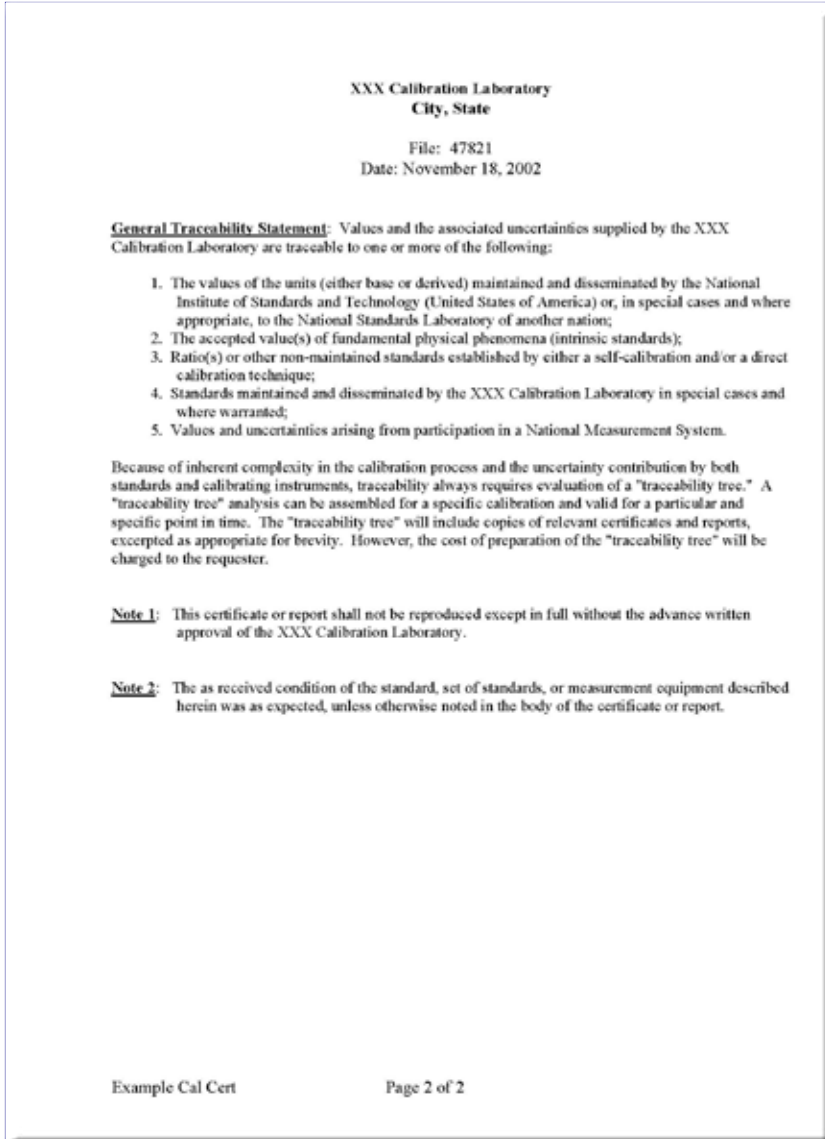 XXX Calibration Laboratory
City, State
File: 47821
Date: November 18, 2002
General Traceability Statement: Values and the associated uncertainties supplied by the XXX
Calibration Laboratory are traceable to one or more of the following:
1. The values of the units (either base or derived) maintained and disseminated by the National
Institute of Standards and Technology (United States of America) or, in special cases and where
appropriate, to the National Standards Laboratory of another nation;
2. The accepted value(s) of fundamental physical phenomena (intrinsic standards);
3. Ratio(s) or other non-maintained standards established by either a self-calibration and/or a direct
calibration technique;
4. Standards maintained and disseminated by the XXX Calibration Laboratory in special cases and
where warranted;
5. Values and uncertainties arising from participation in a National Measurement System.
Because of inherent complexity in the calibration process and the uncertainty contribution by both
standards and calibrating instruments, traceability always requires evaluation of a "traceability tree." A
"traceability tree" analysis can be assembled for a specific calibration and valid for a particular and
specific point in time. The "traceability tree" will include copies of relevant certificates and reports,
excerpted as appropriate for brevity. However, the cost of preparation of the "traceability tree" will be
charged to the requester.
Note 1: This certificate or report shall not be reproduced except in full without the advance written
approval of the XXX Calibration Laboratory.
Note 2: The as received condition of the standard, set of standards, or measurement equipment described
herein was as expected, unless otherwise noted in the body of the certificate or report.
Example Cal Cert Page 2 of 2